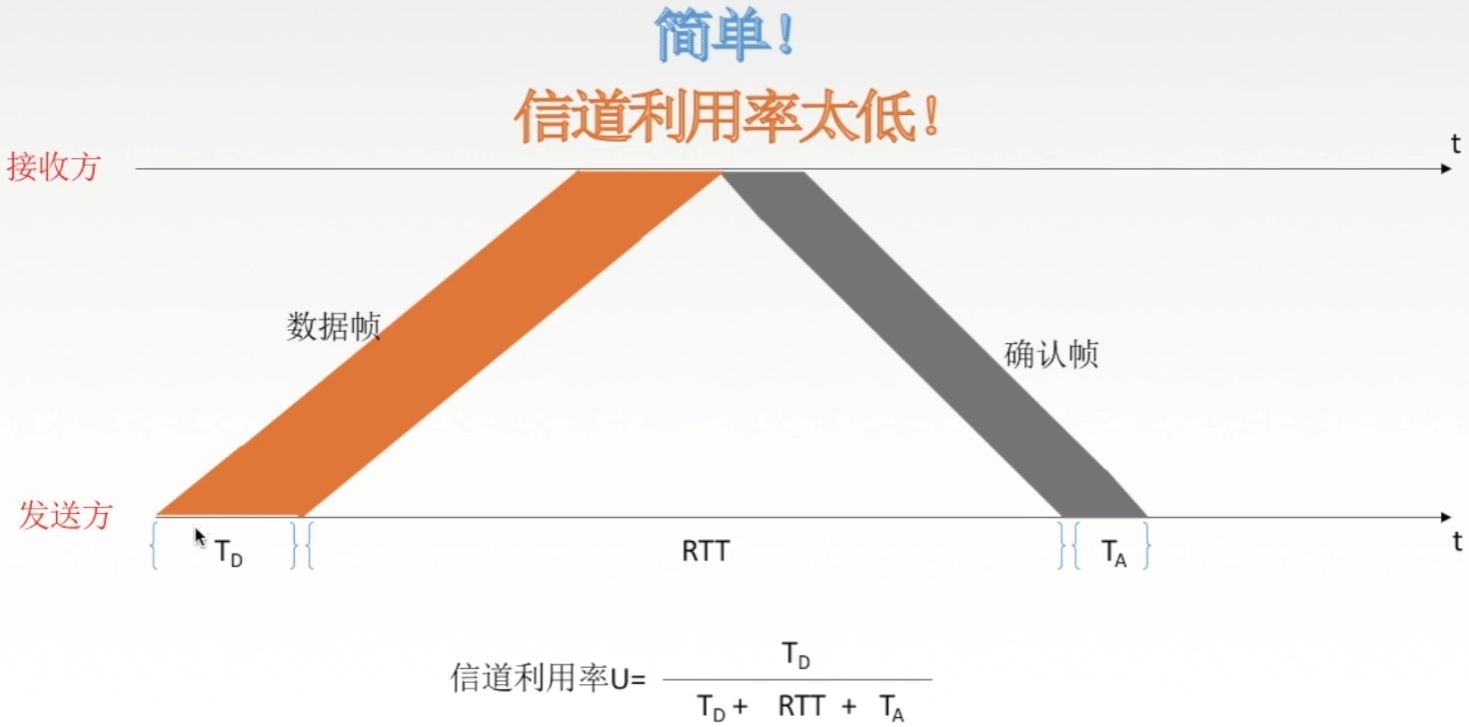 简单！
信道利用率太低！
t
接收方
数据帧
确认帧
发送方
t
{ T_D } { RTT } { T_A }
T_D
信道利用率U=
T_D + RTT + T_A